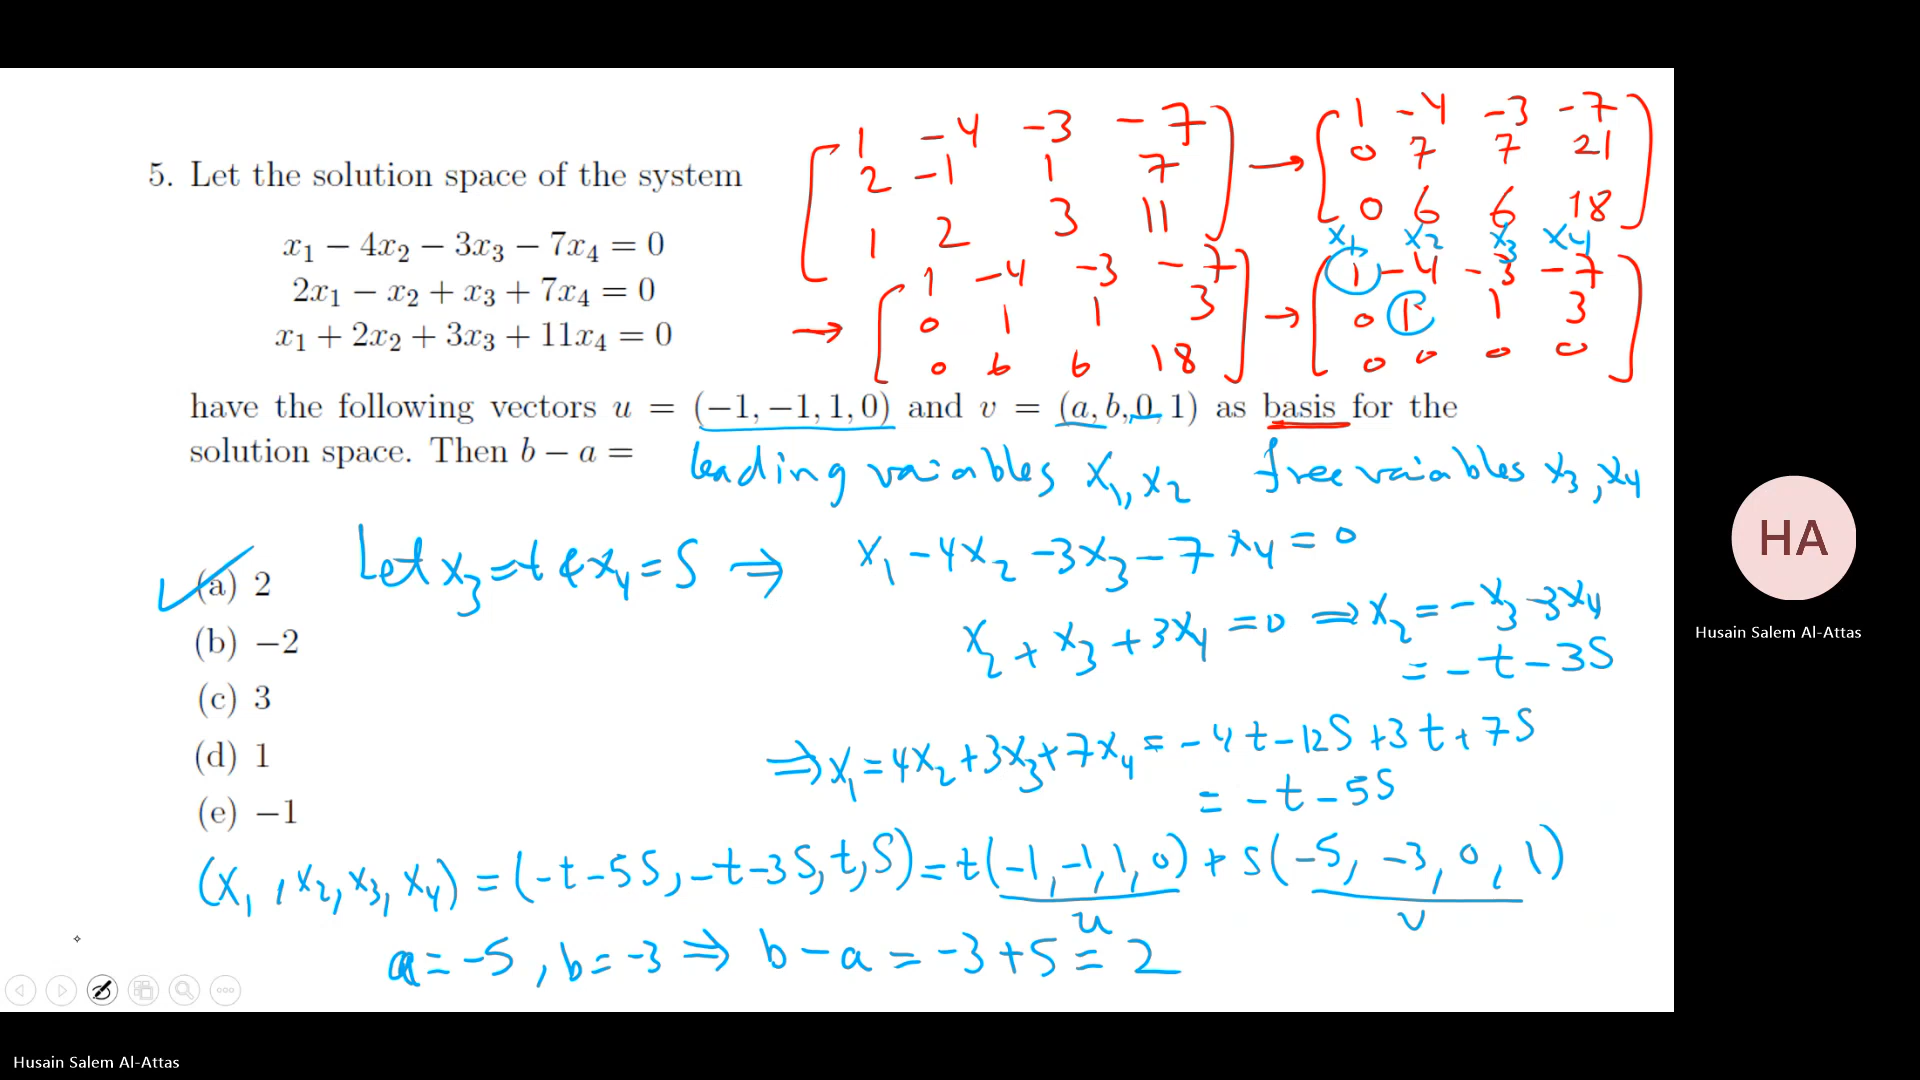 5. Let the solution space of the system
x₁ − 4x₂ − 3x₃ − 7x₄ = 0
2x₁ − x₂ + x₃ + 7x₄ = 0
x₁ + 2x₂ + 3x₃ + 11x₄ = 0
[1 -4 -3 -7
2 -1 1 7
1 2 3 11]
→ [1 -4 -3 -7
0 7 7 21
0 6 6 18]
→ [1 -4 -3 -7
0 1 1 3
0 6 6 18]
x₁ x₂ x₃ x₄
→ [1 -4 -3 -7
0 1 1 3
0 0 0 0]
have the following vectors u = (−1, −1, 1, 0) and v = (a, b, 0, 1) as basis for the
solution space. Then b − a =
leading variables x₁, x₂ free variables x₃, x₄
(a) 2
(b) −2
(c) 3
(d) 1
(e) −1
Let x₃ = t & x₄ = S ⇒ x₁ - 4x₂ - 3x₃ - 7x₄ = 0
x₂ + x₃ + 3x₄ = 0 ⇒ x₂ = -x₃ - 3x₄
= -t - 3S
⇒ x₁ = 4x₂ + 3x₃ + 7x₄ = -4t - 12S + 3t + 7S
= -t - 5S
(x₁, x₂, x₃, x₄) = (-t - 5S, -t - 3S, t, S) = t(-1, -1, 1, 0) + S(-5, -3, 0, 1)
u v
a = -5, b = -3 ⇒ b - a = -3 + 5 = 2
HA
Husain Salem Al-Attas
Husain Salem Al-Attas